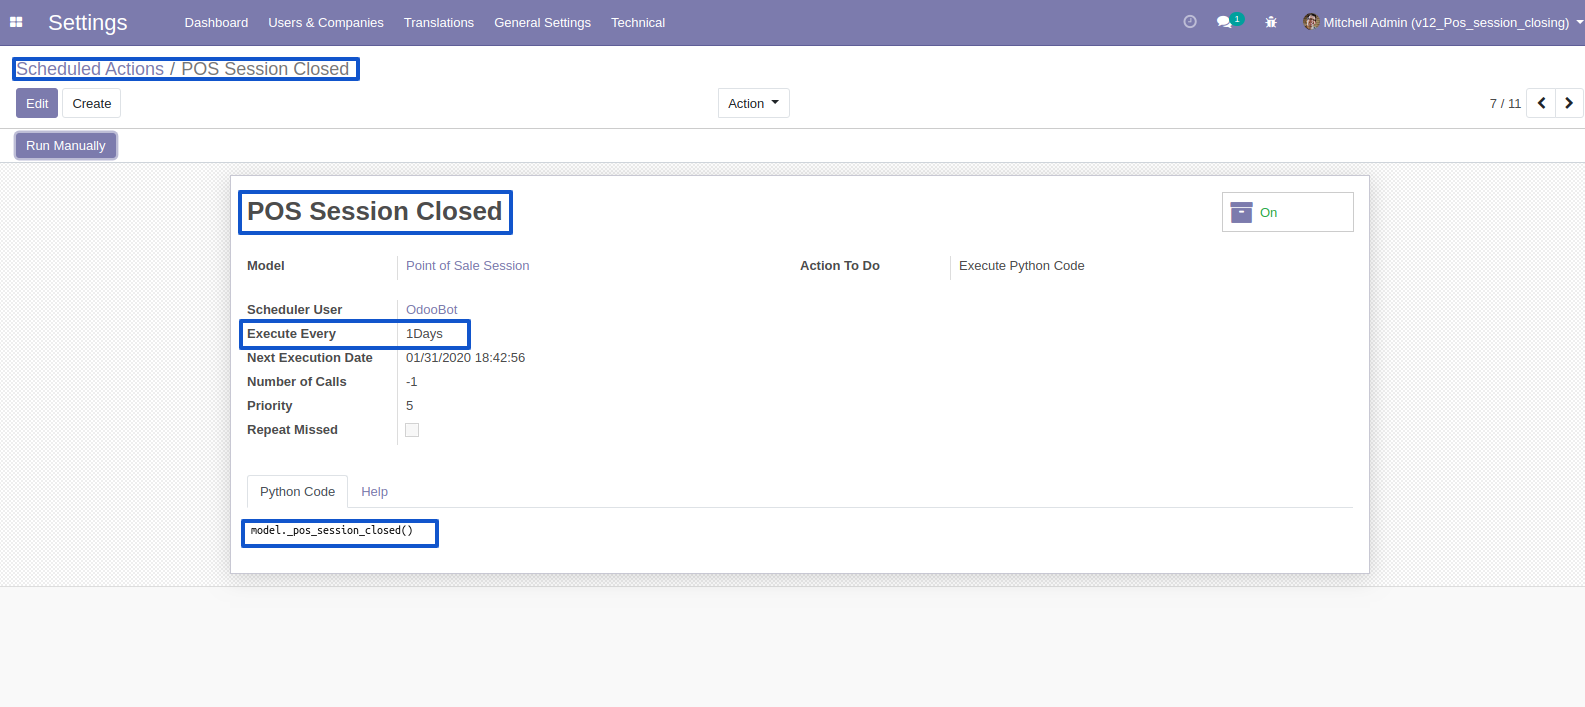 Settings Dashboard Users & Companies Translations General Settings Technical 1 Mitchell Admin (v12_Pos_session_closing)
Scheduled Actions / POS Session Closed
Edit Create Action 7 / 11
Run Manually
POS Session Closed
On
Model Point of Sale Session Action To Do Execute Python Code
Scheduler User OdooBot
Execute Every 1Days
Next Execution Date 01/31/2020 18:42:56
Number of Calls -1
Priority 5
Repeat Missed
Python Code Help
model._pos_session_closed()